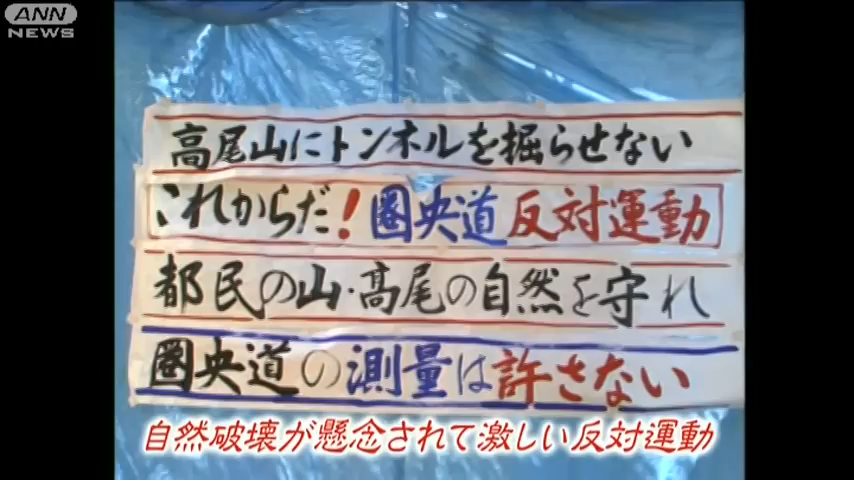 ANN
NEWS
高尾山にトンネルを掘らせない
これからだ!圏央道反対運動
都民の山・高尾の自然を守れ
圏央道の測量は許さない
自然破壊が懸念されて激しい反対運動